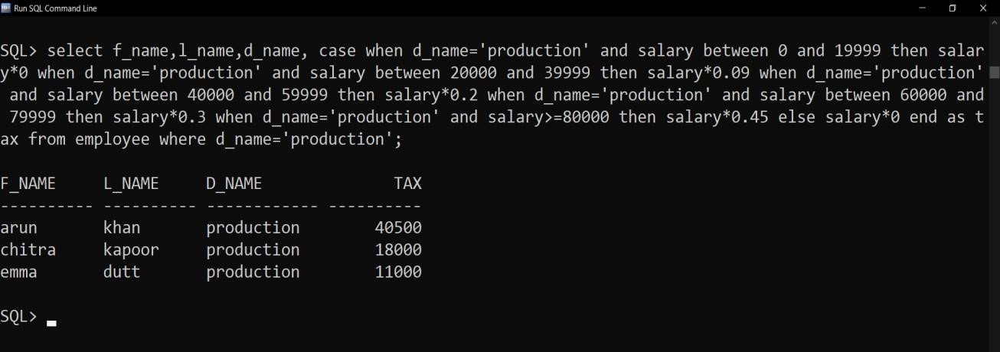 Run SQL Command Line
SQL> select f_name,l_name,d_name, case when d_name='production' and salary between 0 and 19999 then salar
y*0 when d_name='production' and salary between 20000 and 39999 then salary*0.09 when d_name='production'
 and salary between 40000 and 59999 then salary*0.2 when d_name='production' and salary between 60000 and
 79999 then salary*0.3 when d_name='production' and salary>=80000 then salary*0.45 else salary*0 end as t
ax from employee where d_name='production';
F_NAME     L_NAME     D_NAME              TAX
---------- ---------- ------------ ----------
arun       khan       production        40500
chitra     kapoor     production        18000
emma       dutt       production        11000
SQL>